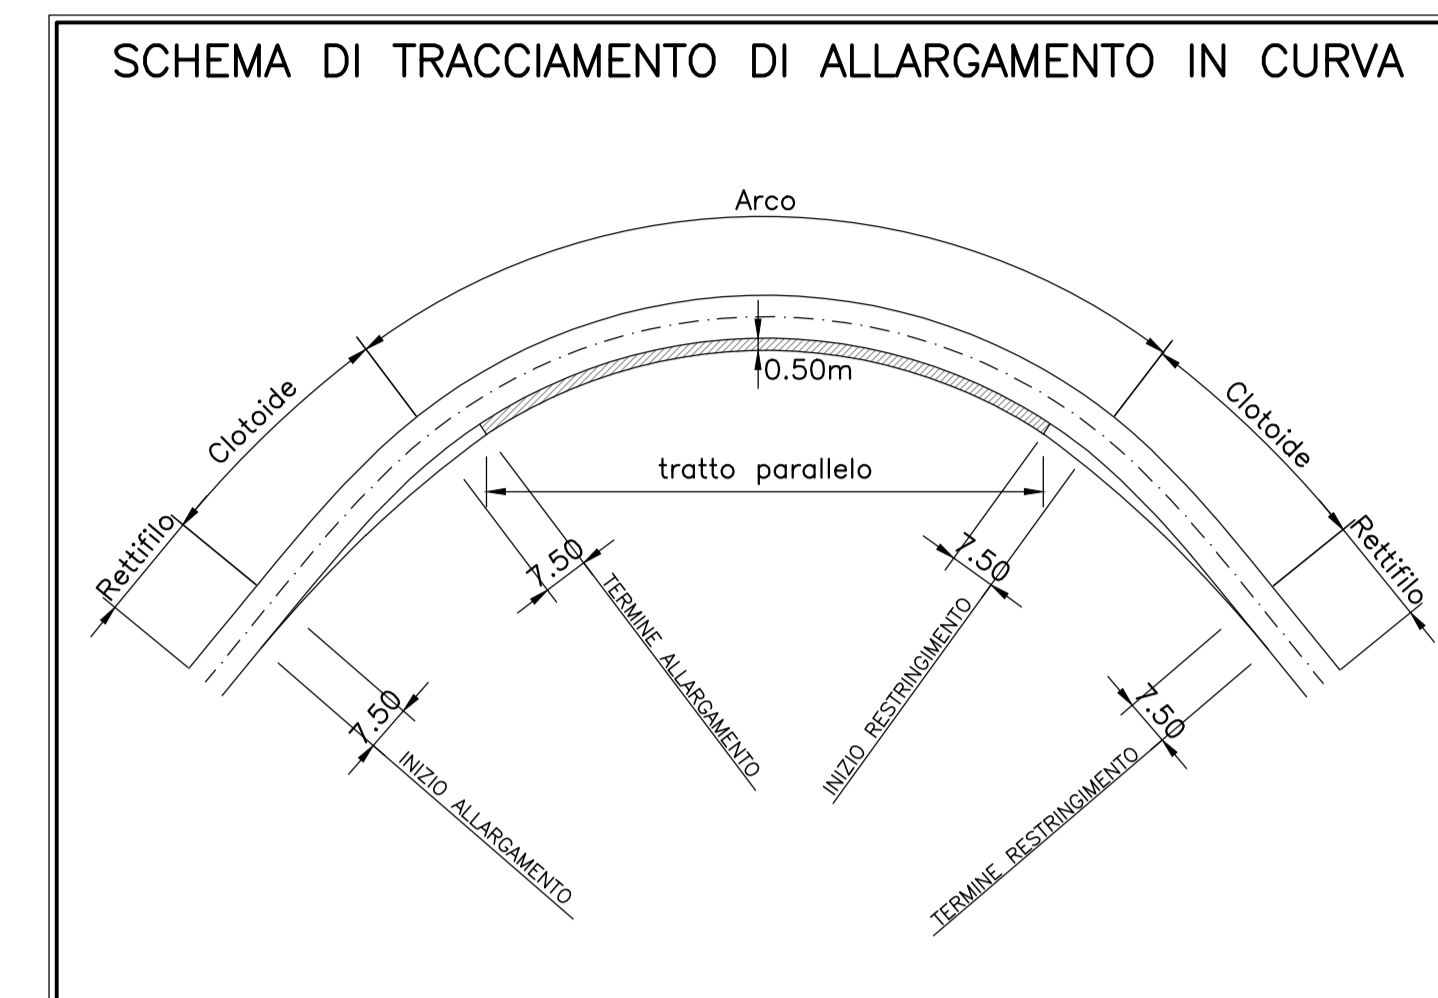 SCHEMA DI TRACCIAMENTO DI ALLARGAMENTO IN CURVA
Arco
Clotoide
Clotoide
0.50m
tratto parallelo
Rettifilo
Rettifilo
7.50
7.50
TERMINE ALLARGAMENTO
INIZIO RESTRINGIMENTO
7.50
7.50
INIZIO ALLARGAMENTO
TERMINE RESTRINGIMENTO